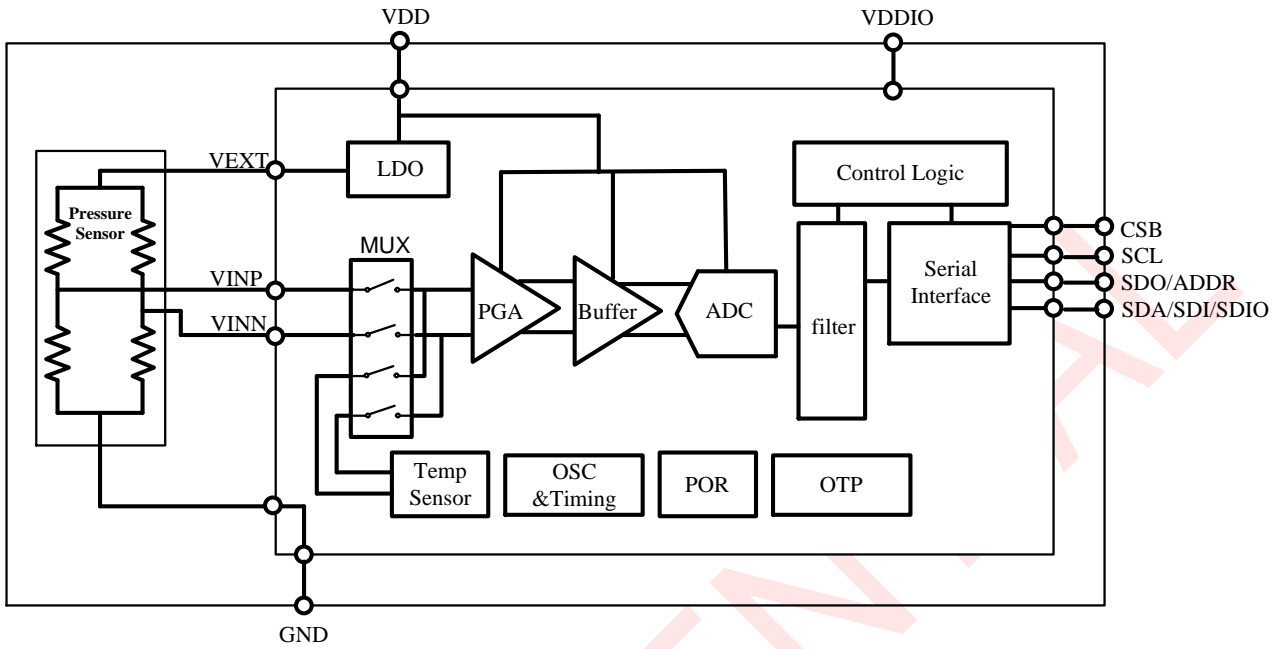 VDD
VDDIO
VEXT
LDO
Control Logic
Pressure
Sensor
MUX
CSB
SCL
SDO/ADDR
SDA/SDI/SDIO
VINP
VINN
PGA
Buffer
ADC
filter
Serial
Interface
Temp
Sensor
OSC
&Timing
POR
OTP
GND